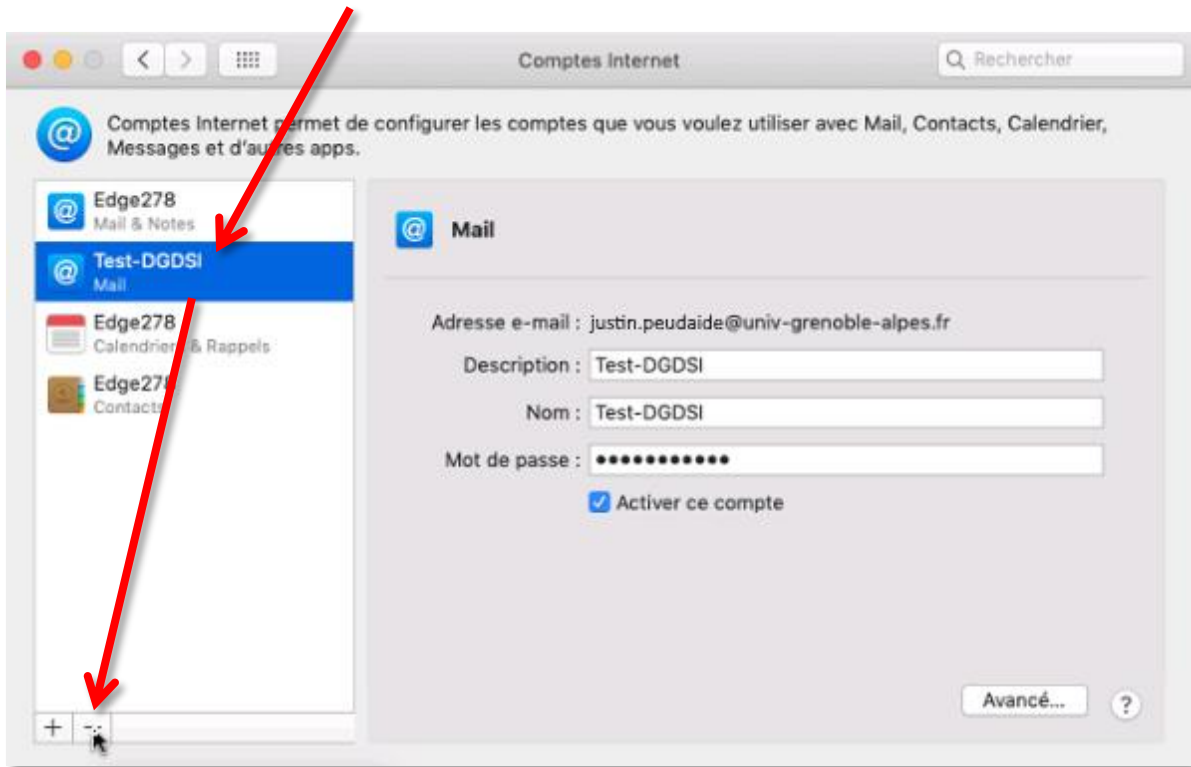 Comptes Internet
Rechercher
Comptes Internet permet de configurer les comptes que vous voulez utiliser avec Mail, Contacts, Calendrier,
Messages et d'autres apps.
Edge278
Mail & Notes
Test-DGDSI
Mail
Edge278
Calendriers & Rappels
Edge278
Contacts
Mail
Adresse e-mail : justin.peudaide@univ-grenoble-alpes.fr
Description : Test-DGDSI
Nom : Test-DGDSI
Mot de passe : •••••••••••
Activer ce compte
Avancé...
?
+